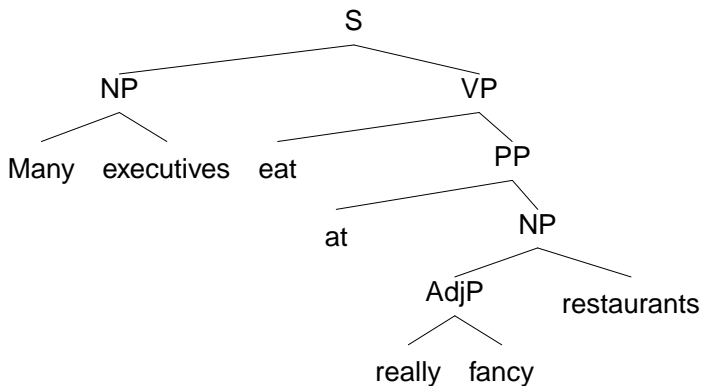 S
NP VP
Many executives eat PP
at NP
AdjP restaurants
really fancy